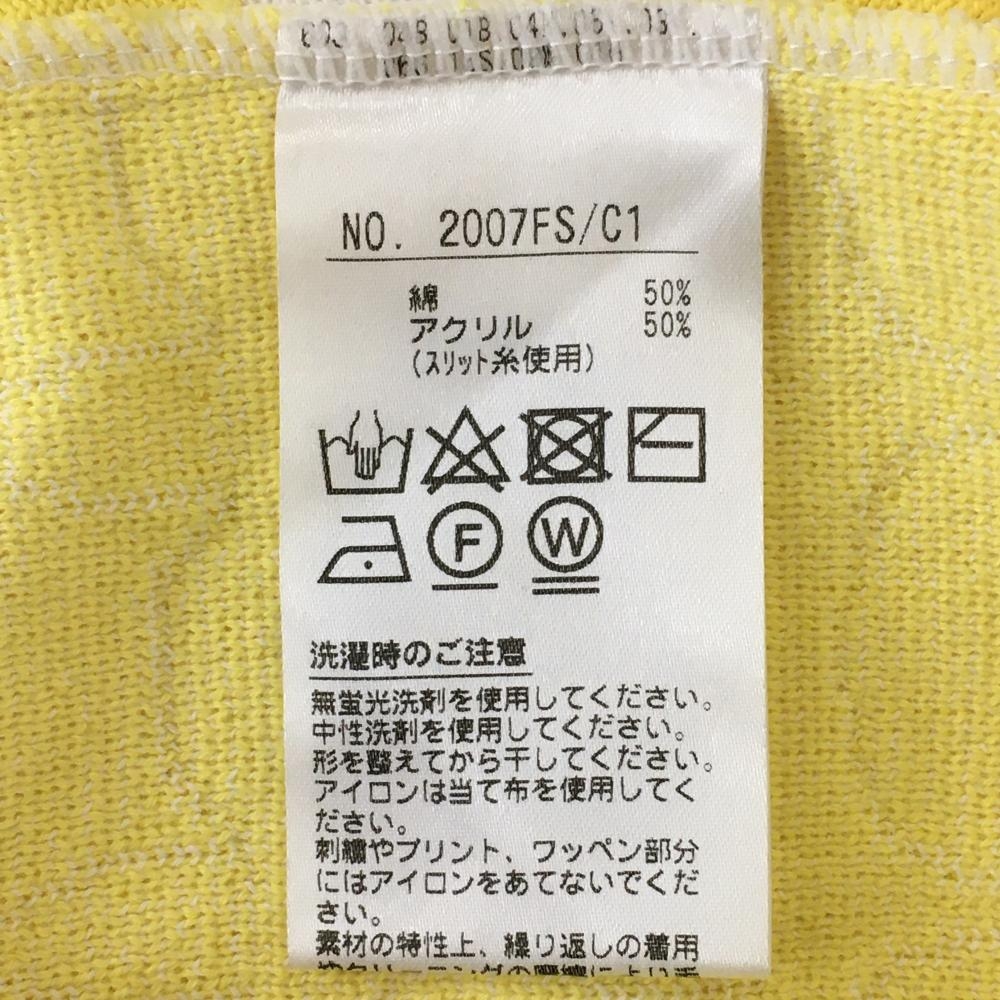 NO. 2007FS/C1
綿 50%
アクリル 50%
(スリット糸使用)
F W
洗濯時のご注意
無蛍光洗剤を使用してください。
中性洗剤を使用してください。
形を整えてから干してください。
アイロンは当て布を使用してく
ださい。
刺繍やプリント、ワッペン部分
にはアイロンをあてないでくだ
さい。
素材の特性上、繰り返しの着用